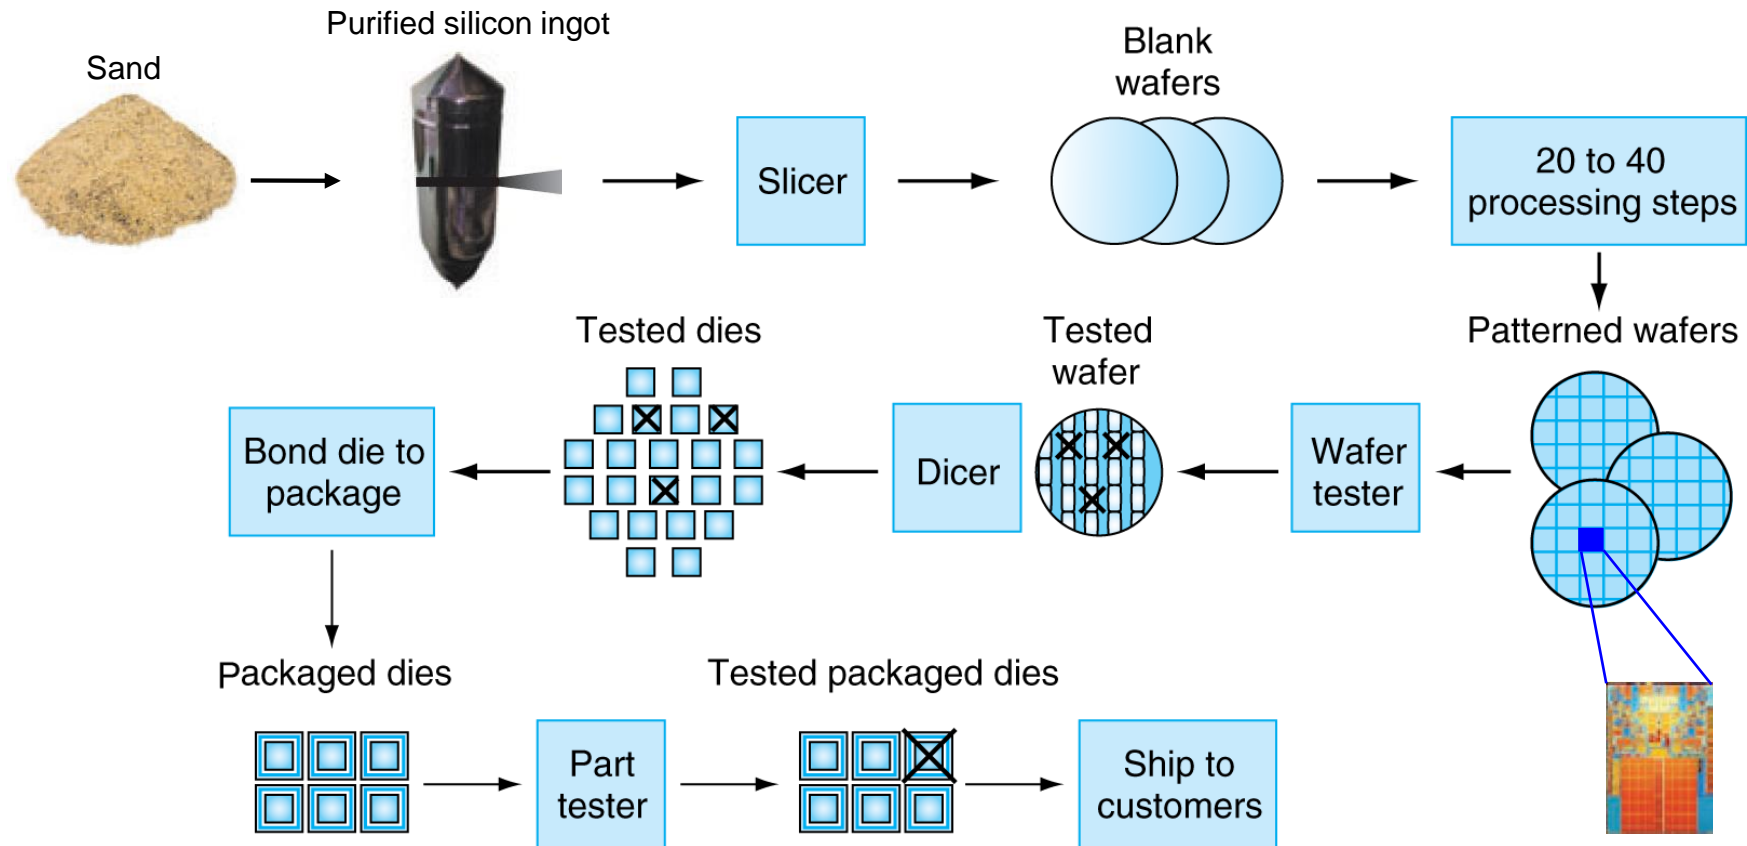 Purified silicon ingot
Sand
Blank
wafers
Slicer
20 to 40
processing steps
Tested dies
Tested
wafer
Patterned wafers
Bond die to
package
Dicer
Wafer
tester
Packaged dies
Tested packaged dies
Part
tester
Ship to
customers